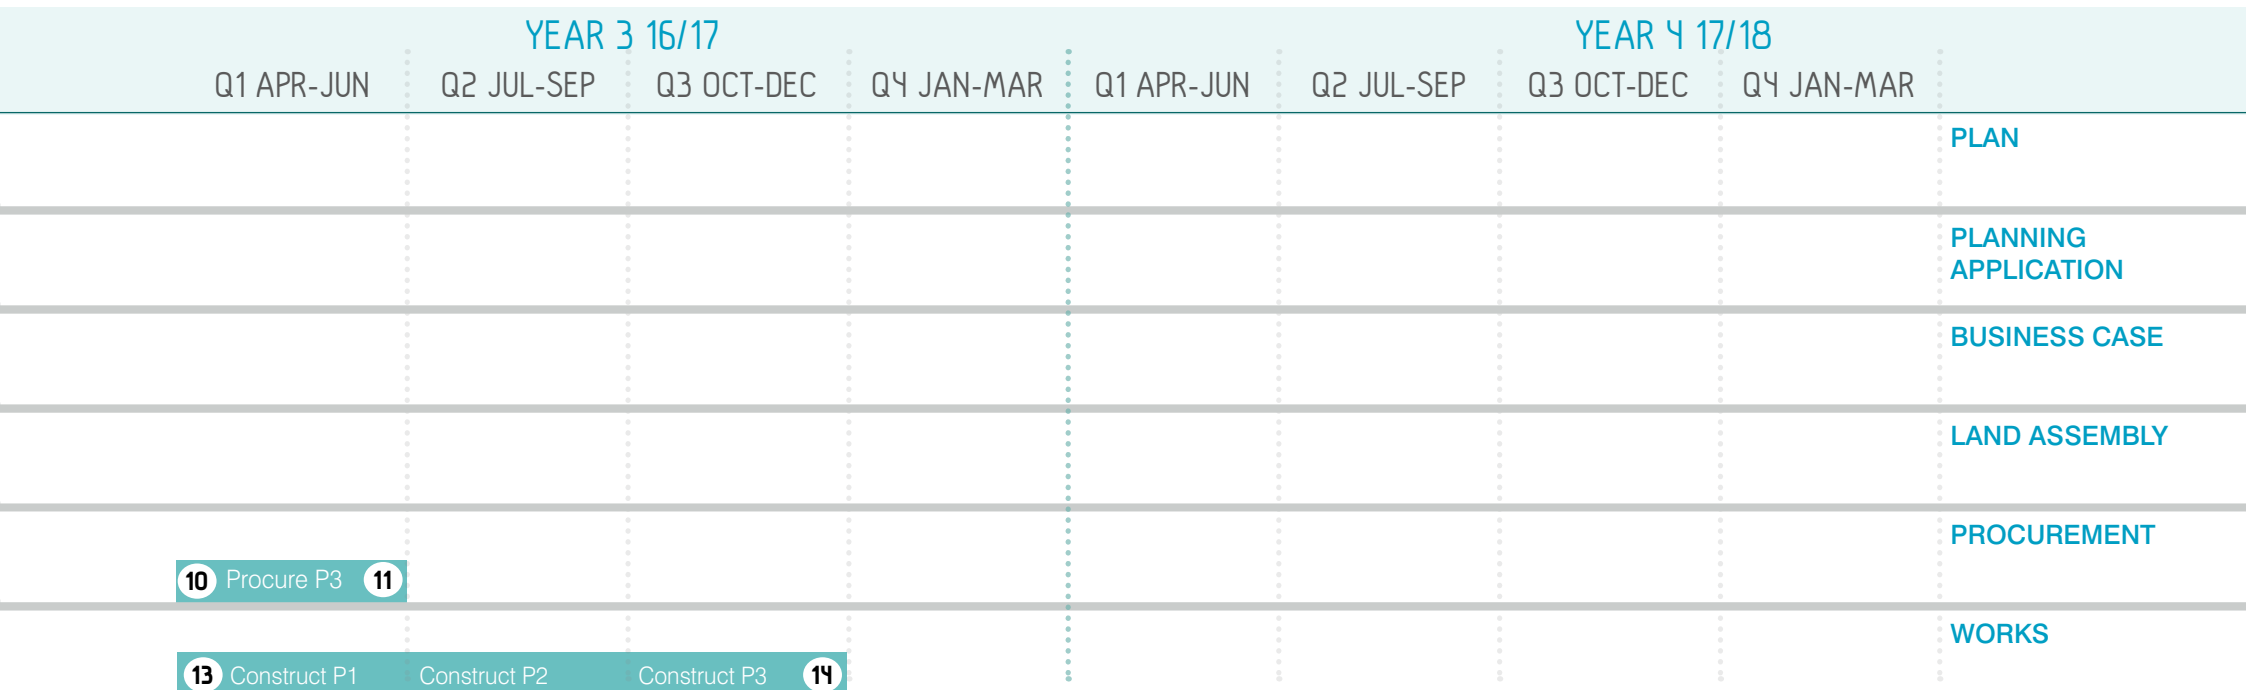 YEAR 3 16/17 YEAR 4 17/18
Q1 APR-JUN Q2 JUL-SEP Q3 OCT-DEC Q4 JAN-MAR Q1 APR-JUN Q2 JUL-SEP Q3 OCT-DEC Q4 JAN-MAR
PLAN
PLANNING
APPLICATION
BUSINESS CASE
LAND ASSEMBLY
PROCUREMENT
10 Procure P3 11
WORKS
13 Construct P1 Construct P2 Construct P3 14